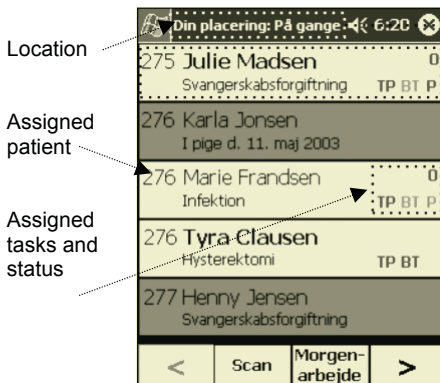 Location
Assigned
patient
Assigned
tasks and
status
Din placering: På gange 6:20
275 Julie Madsen 0
Svangerskabsforgiftning TP BT P
276 Karla Jonsen
I pige d. 11. maj 2003
276 Marie Frandsen 0
Infektion TP BT P
276 Tyra Clausen
Hysterektomi TP BT
277 Henny Jensen
Svangerskabsforgiftning
< Scan Morgen-
arbejde >